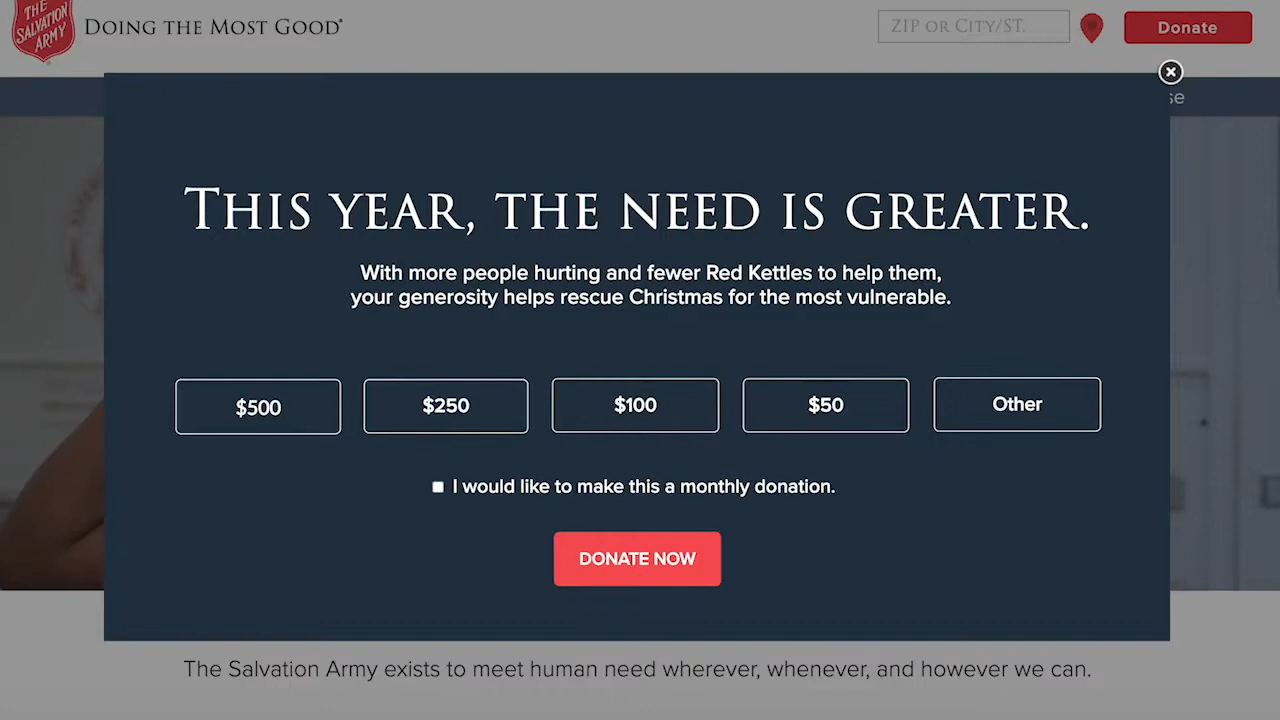 THE
SALVATION
ARMY
DOING THE MOST GOOD®
ZIP OR CITY/ST.
Donate
se
THIS YEAR, THE NEED IS GREATER.
With more people hurting and fewer Red Kettles to help them,
your generosity helps rescue Christmas for the most vulnerable.
$500
$250
$100
$50
Other
I would like to make this a monthly donation.
DONATE NOW
The Salvation Army exists to meet human need wherever, whenever, and however we can.